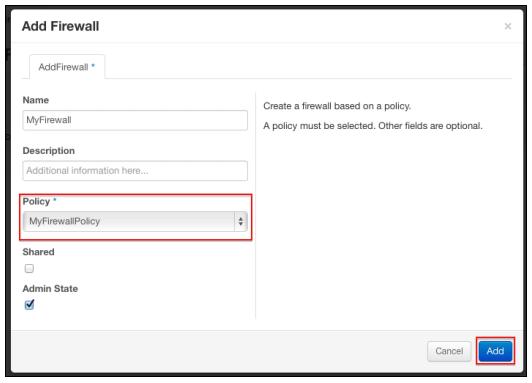 Add Firewall
×
AddFirewall *
Name
MyFirewall
Description
Additional information here...
Policy *
MyFirewallPolicy
Shared
Admin State
Create a firewall based on a policy.
A policy must be selected. Other fields are optional.
Cancel
Add